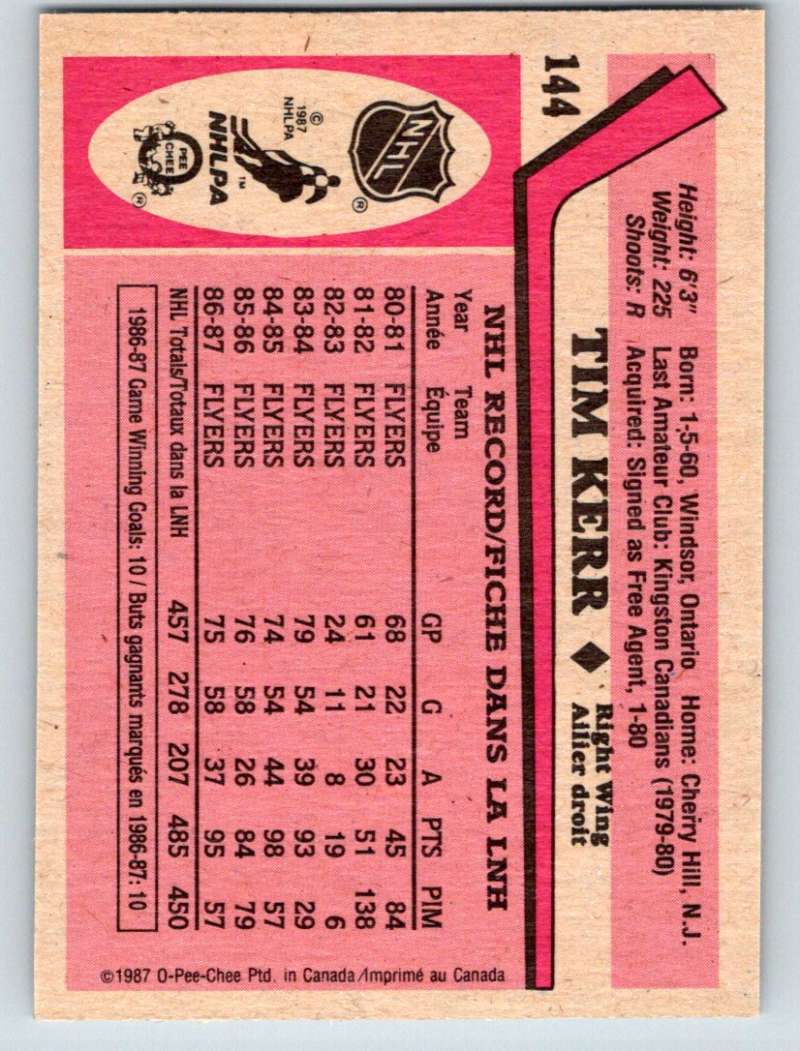 144
Height: 6'3" Born: 1-5-60, Windsor, Ontario Home: Cherry Hill, N.J.
Weight: 225 Last Amateur Club: Kingston Canadians (1979-80)
Shoots: R Acquired: Signed as Free Agent, 1-80
TIM KERR ◆ Right Wing
Ailier droit
NHL
®
© 1987 NHLPA
NHLPA
™
O PEE CHEE
®
NHL RECORD/FICHE DANS LA LNH
Year Team
Année Équipe GP G A PTS PIM
80-81 FLYERS 68 22 23 45 84
81-82 FLYERS 61 21 30 51 138
82-83 FLYERS 24 11 8 19 6
83-84 FLYERS 79 54 39 93 29
84-85 FLYERS 74 54 44 98 57
85-86 FLYERS 76 58 26 84 79
86-87 FLYERS 75 58 37 95 57
NHL Totals/Totaux dans la LNH 457 278 207 485 450
1986-87 Game Winning Goals: 10 / Buts gagnants marqués en 1986-87: 10
©1987 O-Pee-Chee Ptd. in Canada/Imprimé au Canada